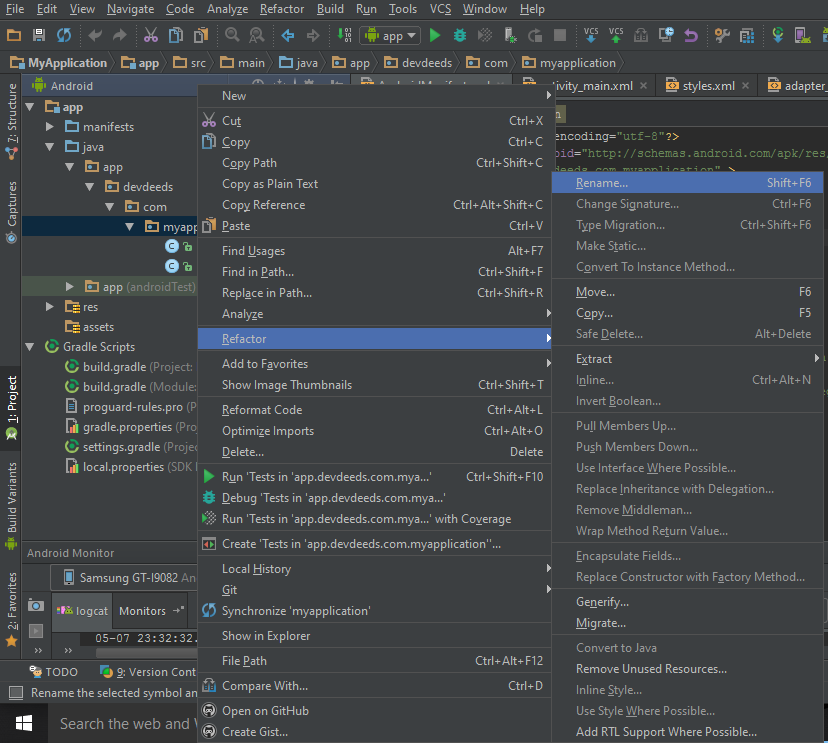 File Edit View Navigate Code Analyze Refactor Build Run Tools VCS Window Help
app
VCS VCS
MyApplication app src main java app devdeeds com myapplication
Android
activity_main.xml styles.xml adapter_
1: Project
7: Structure
Captures
Build Variants
2: Favorites
app
manifests
java
app
devdeeds
com
myapp
app (androidTest)
res
assets
Gradle Scripts
build.gradle (Project:
build.gradle (Module:
proguard-rules.pro (P
gradle.properties (Pro
settings.gradle (Projec
local.properties (SDK
encoding="utf-8"?>
oid="http://schemas.android.com/apk/res/
deeds.com.myapplication" >
New
Cut Ctrl+X
Copy Ctrl+C
Copy Path Ctrl+Shift+C
Copy as Plain Text
Copy Reference Ctrl+Alt+Shift+C
Paste Ctrl+V
Find Usages Alt+F7
Find in Path... Ctrl+Shift+F
Replace in Path... Ctrl+Shift+R
Analyze
Refactor
Add to Favorites
Show Image Thumbnails Ctrl+Shift+T
Reformat Code Ctrl+Alt+L
Optimize Imports Ctrl+Alt+O
Delete... Delete
Run 'Tests in 'app.devdeeds.com.mya...' Ctrl+Shift+F10
Debug 'Tests in 'app.devdeeds.com.mya...'
Run 'Tests in 'app.devdeeds.com.mya...' with Coverage
Create 'Tests in 'app.devdeeds.com.myapplication''...
Local History
Git
Synchronize 'myapplication'
Show in Explorer
File Path Ctrl+Alt+F12
Compare With... Ctrl+D
Open on GitHub
Create Gist...
Rename... Shift+F6
Change Signature... Ctrl+F6
Type Migration... Ctrl+Shift+F6
Make Static...
Convert To Instance Method...
Move... F6
Copy... F5
Safe Delete... Alt+Delete
Extract
Inline... Ctrl+Alt+N
Invert Boolean...
Pull Members Up...
Push Members Down...
Use Interface Where Possible...
Replace Inheritance with Delegation...
Remove Middleman...
Wrap Method Return Value...
Encapsulate Fields...
Replace Constructor with Factory Method...
Generify...
Migrate...
Convert to Java
Remove Unused Resources...
Inline Style...
Use Style Where Possible...
Add RTL Support Where Possible...
Android Monitor
Samsung GT-I9082 An
logcat Monitors
05-07 23:32:32.
TODO 9: Version Cont
Rename the selected symbol an
Search the web and W